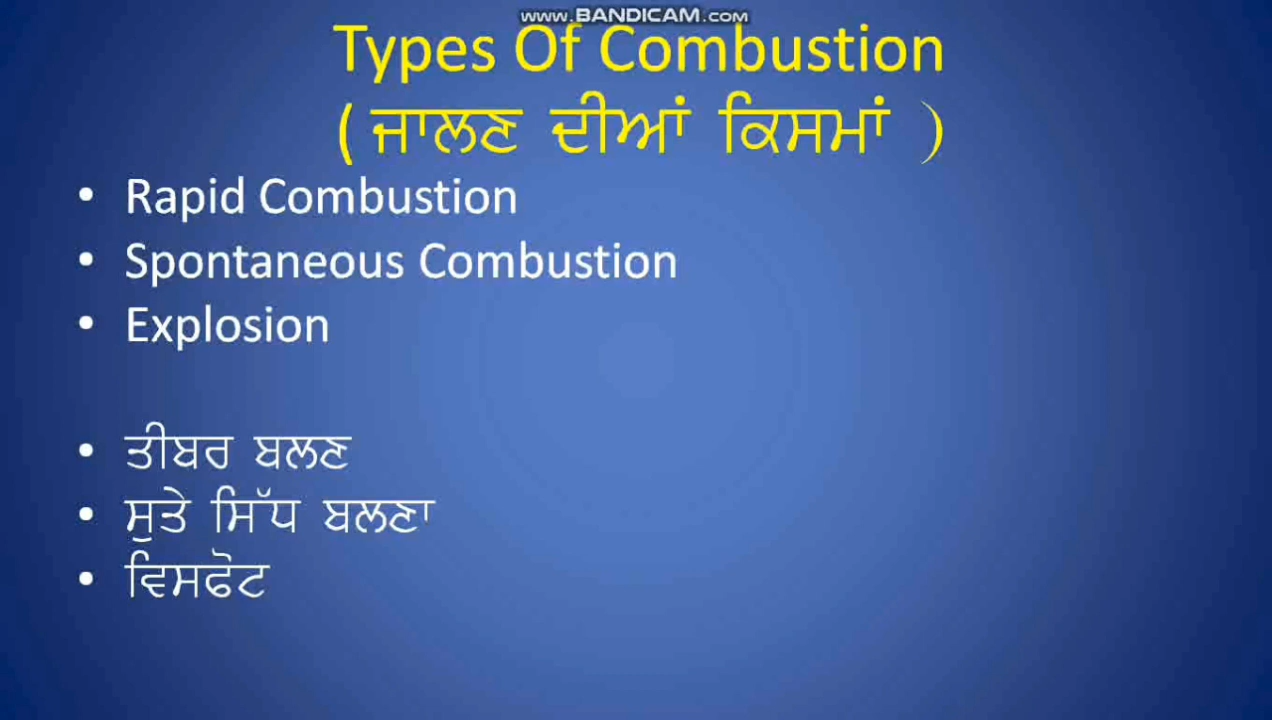 www.BANDICAM.com
Types Of Combustion
( ਜਾਲਣ ਦੀਆਂ ਕਿਸਮਾਂ )
• Rapid Combustion
• Spontaneous Combustion
• Explosion
• ਤੀਬਰ ਬਲਣ
• ਸੁਤੇ ਸਿੱਧ ਬਲਣਾ
• ਵਿਸਫੋਟ